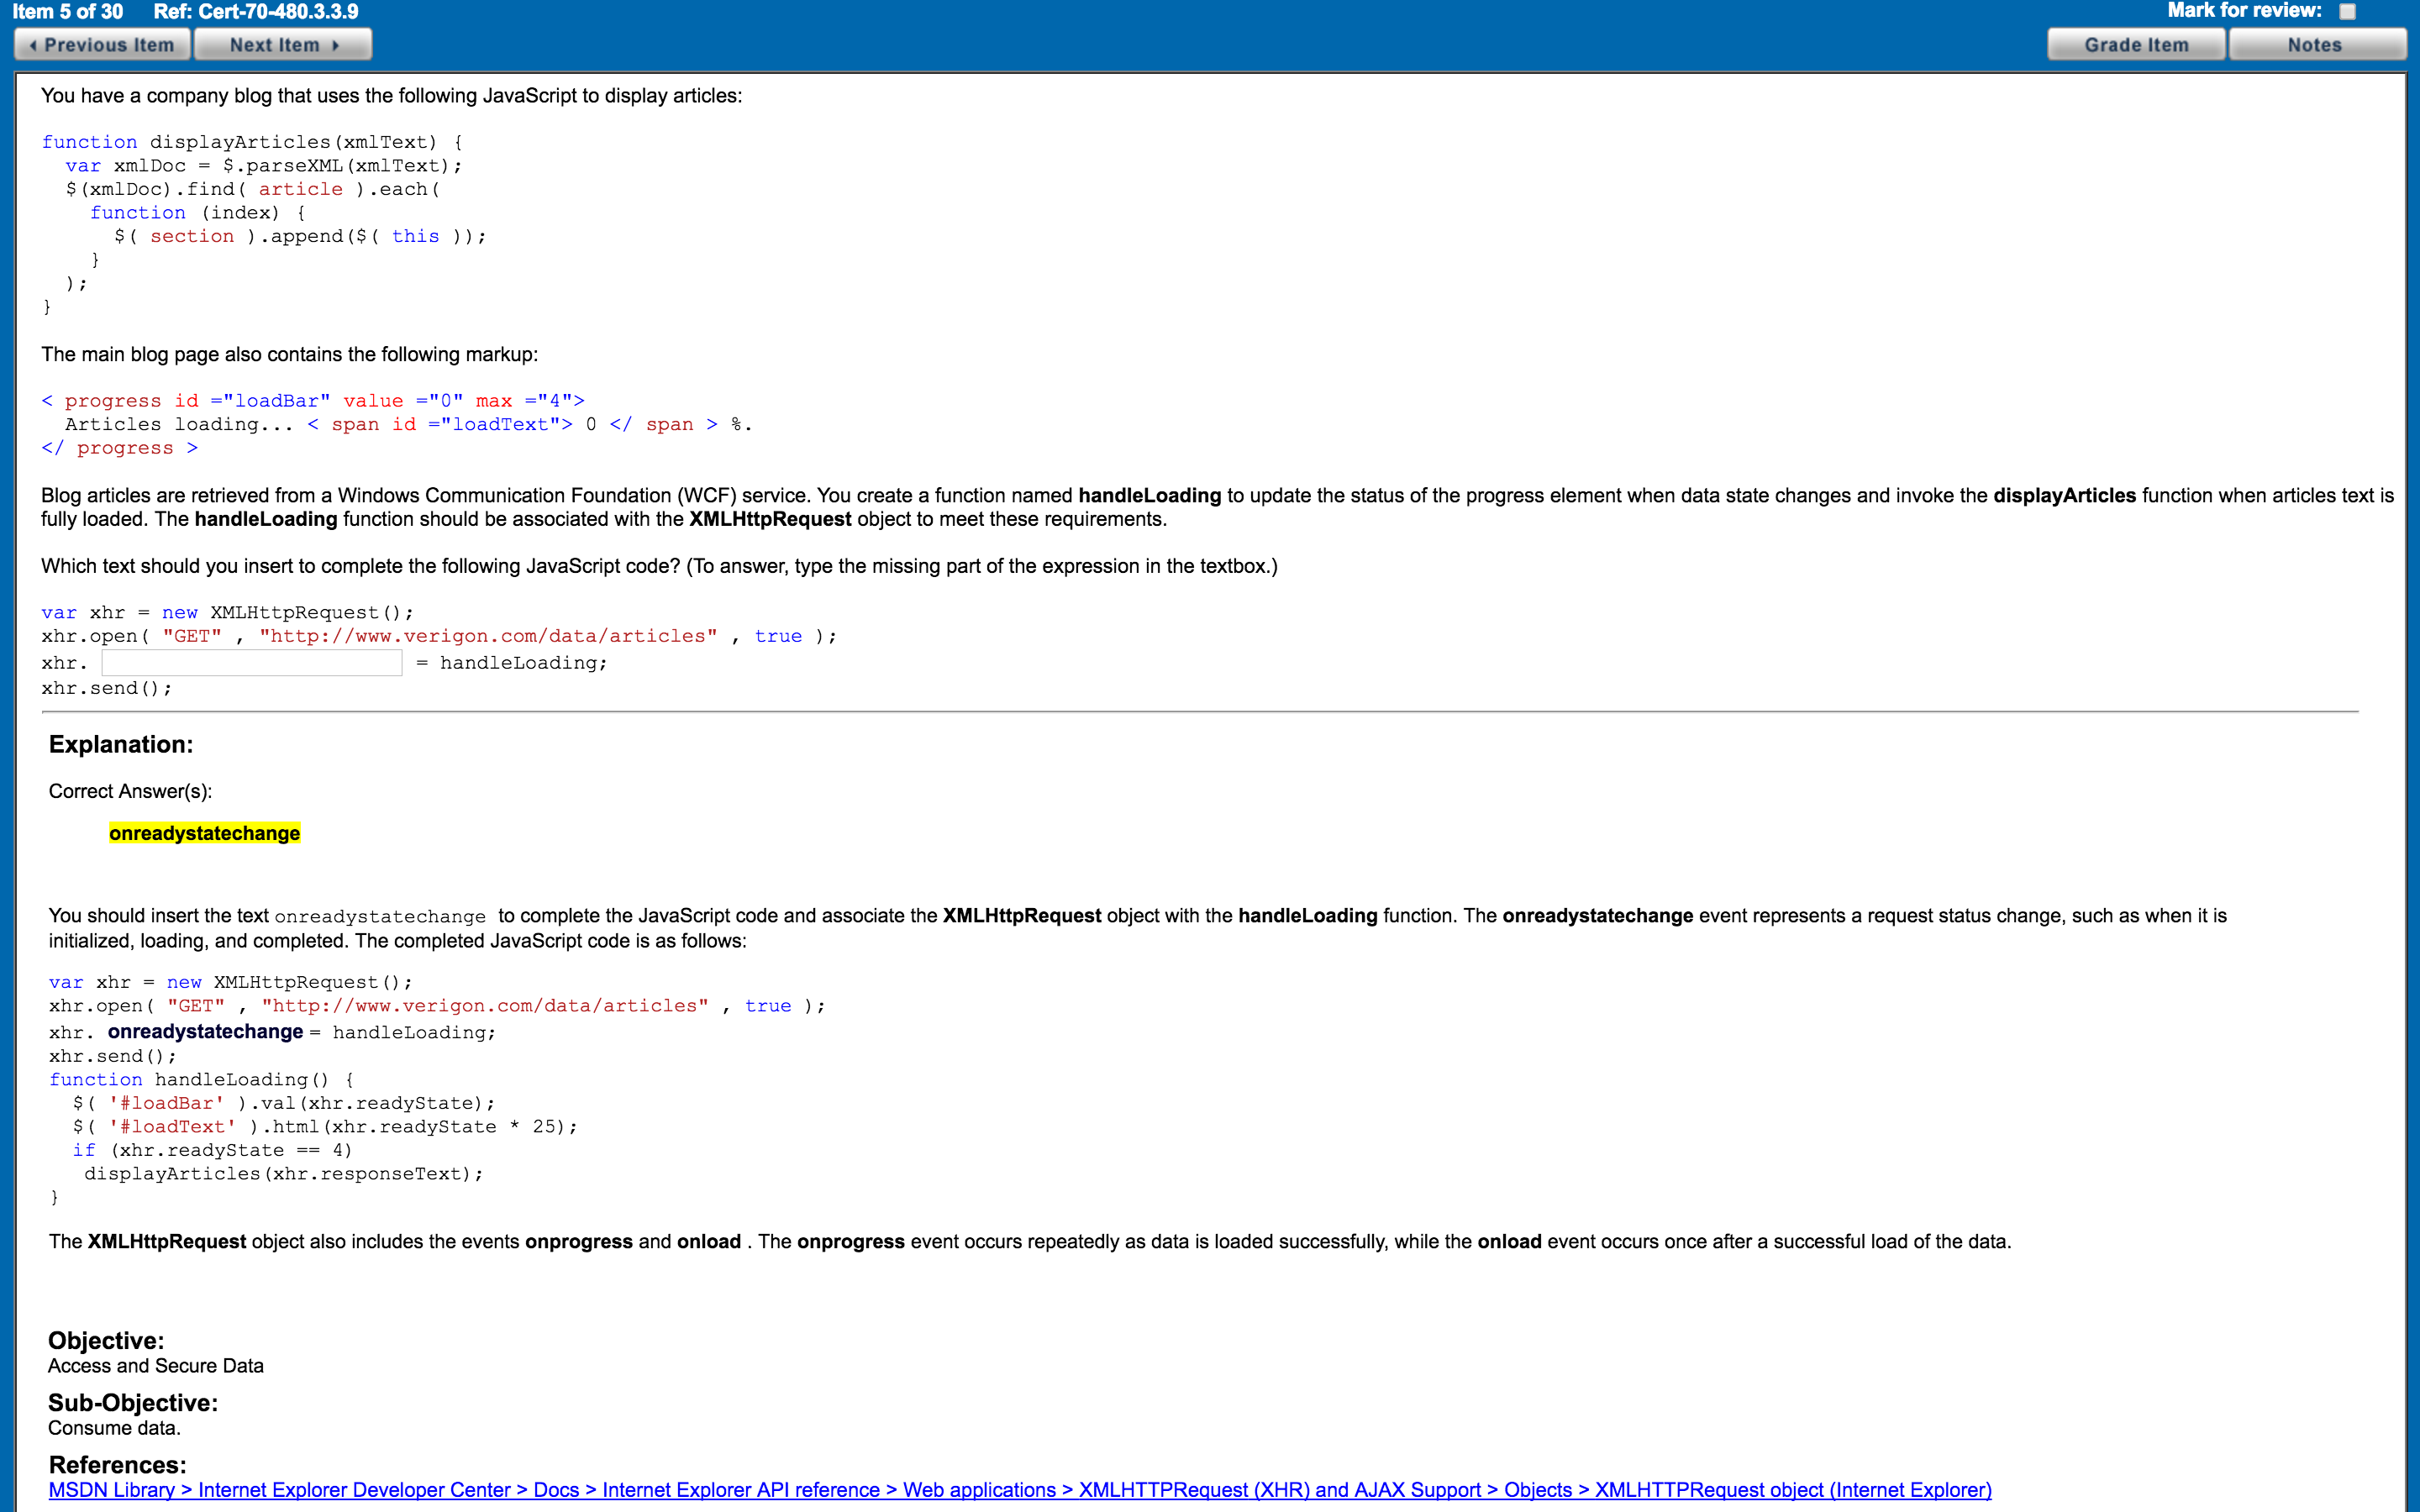 Item 5 of 30 Ref: Cert-70-480.3.3.9 Mark for review:
Previous Item Next Item Grade Item Notes
You have a company blog that uses the following JavaScript to display articles:
function displayArticles(xmlText) {
var xmlDoc = $.parseXML(xmlText);
$(xmlDoc).find( article ).each(
function (index) {
$( section ).append($( this ));
}
);
}
The main blog page also contains the following markup:
< progress id ="loadBar" value ="0" max ="4">
Articles loading... < span id ="loadText"> 0 </ span > %.
</ progress >
Blog articles are retrieved from a Windows Communication Foundation (WCF) service. You create a function named handleLoading to update the status of the progress element when data state changes and invoke the displayArticles function when articles text is
fully loaded. The handleLoading function should be associated with the XMLHttpRequest object to meet these requirements.
Which text should you insert to complete the following JavaScript code? (To answer, type the missing part of the expression in the textbox.)
var xhr = new XMLHttpRequest();
xhr.open( "GET" , "http://www.verigon.com/data/articles" , true );
xhr. = handleLoading;
xhr.send();
Explanation:
Correct Answer(s):
onreadystatechange
You should insert the text onreadystatechange to complete the JavaScript code and associate the XMLHttpRequest object with the handleLoading function. The onreadystatechange event represents a request status change, such as when it is
initialized, loading, and completed. The completed JavaScript code is as follows:
var xhr = new XMLHttpRequest();
xhr.open( "GET" , "http://www.verigon.com/data/articles" , true );
xhr. onreadystatechange = handleLoading;
xhr.send();
function handleLoading() {
$( '#loadBar' ).val(xhr.readyState);
$( '#loadText' ).html(xhr.readyState * 25);
if (xhr.readyState == 4)
displayArticles(xhr.responseText);
}
The XMLHttpRequest object also includes the events onprogress and onload . The onprogress event occurs repeatedly as data is loaded successfully, while the onload event occurs once after a successful load of the data.
Objective:
Access and Secure Data
Sub-Objective:
Consume data.
References:
MSDN Library > Internet Explorer Developer Center > Docs > Internet Explorer API reference > Web applications > XMLHTTPRequest (XHR) and AJAX Support > Objects > XMLHTTPRequest object (Internet Explorer)